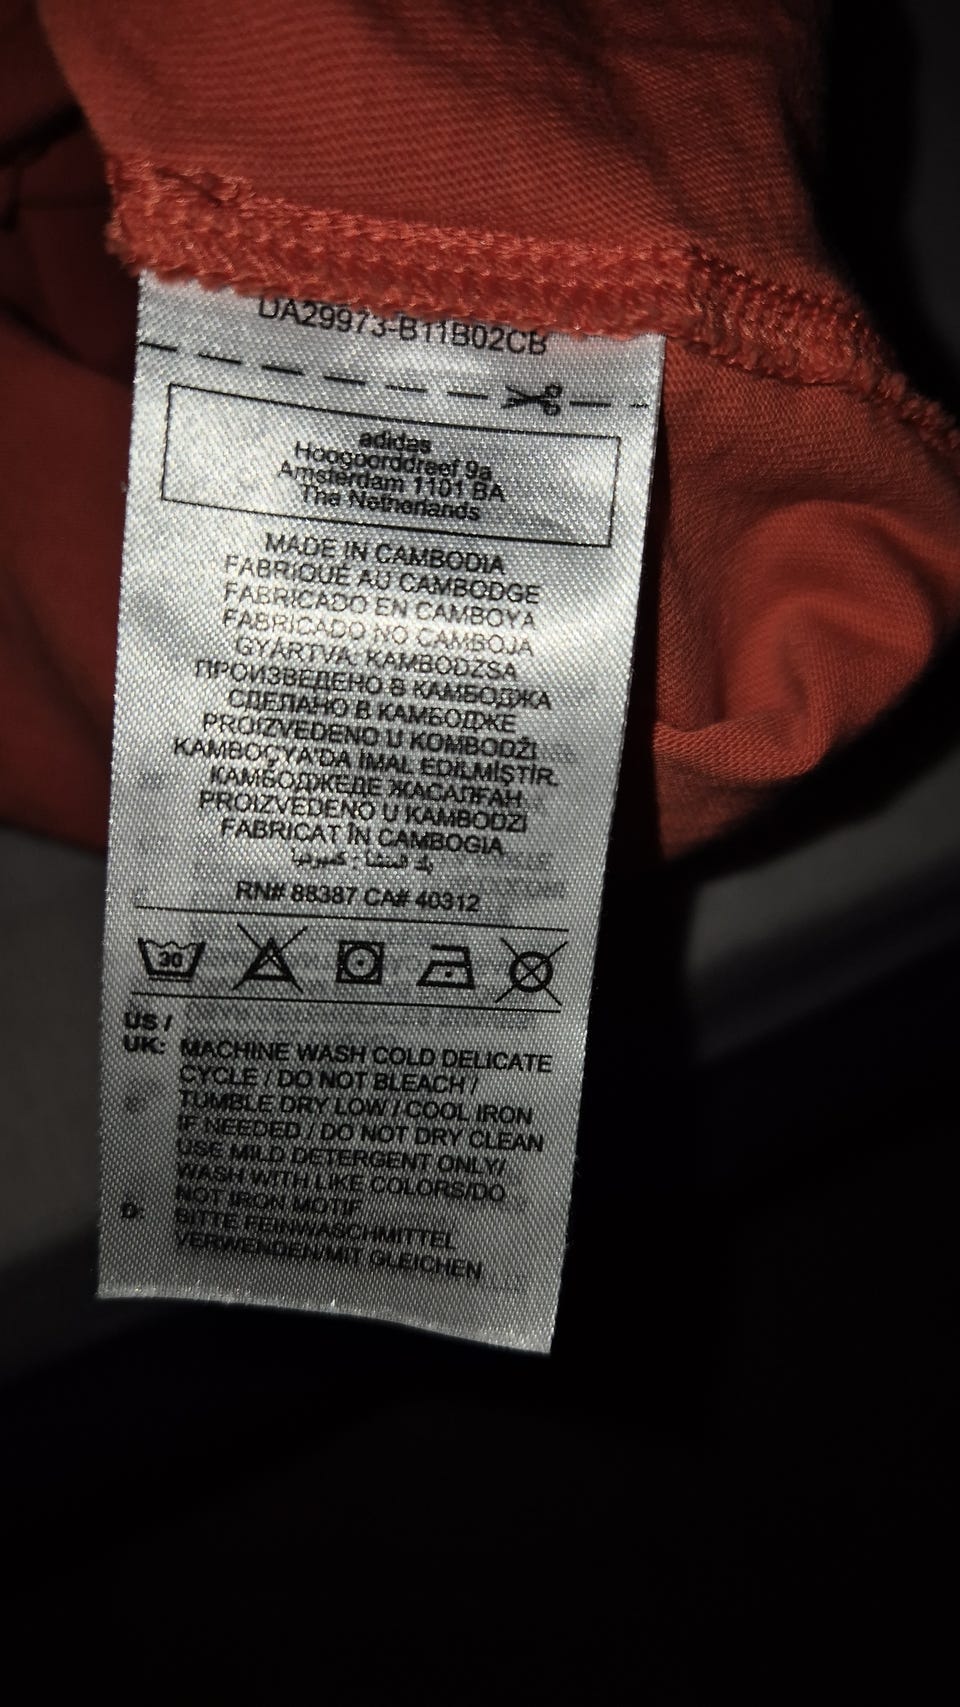 DA29973-B11B02CB
adidas
Hoogoorddreef 9a
Amsterdam 1101 BA
The Netherlands
MADE IN CAMBODIA
FABRIQUÉ AU CAMBODGE
FABRICADO EN CAMBOYA
FABRICADO NO CAMBOJA
GYÁRTVA: KAMBODZSA
ПРОИЗВЕДЕНО В КАМБОДЖА
СДЕЛАНО В КАМБОДЖЕ
PROIZVEDENO U KOMBODŽI
KAMBOÇYA'DA İMAL EDİLMİŞTİR.
КАМБОДЖЕДЕ ЖАСАЛҒАН
PROIZVEDENO U KAMBODZI
FABRICAT ÎN CAMBOGIA
بلد المنشأ : كمبوديا
RN# 88387 CA# 40312
30
US /
UK: MACHINE WASH COLD DELICATE
CYCLE / DO NOT BLEACH /
TUMBLE DRY LOW / COOL IRON
IF NEEDED / DO NOT DRY CLEAN
USE MILD DETERGENT ONLY/
WASH WITH LIKE COLORS/DO
NOT IRON MOTIF
D: BITTE FEINWASCHMITTEL
VERWENDEN/MIT GLEICHEN